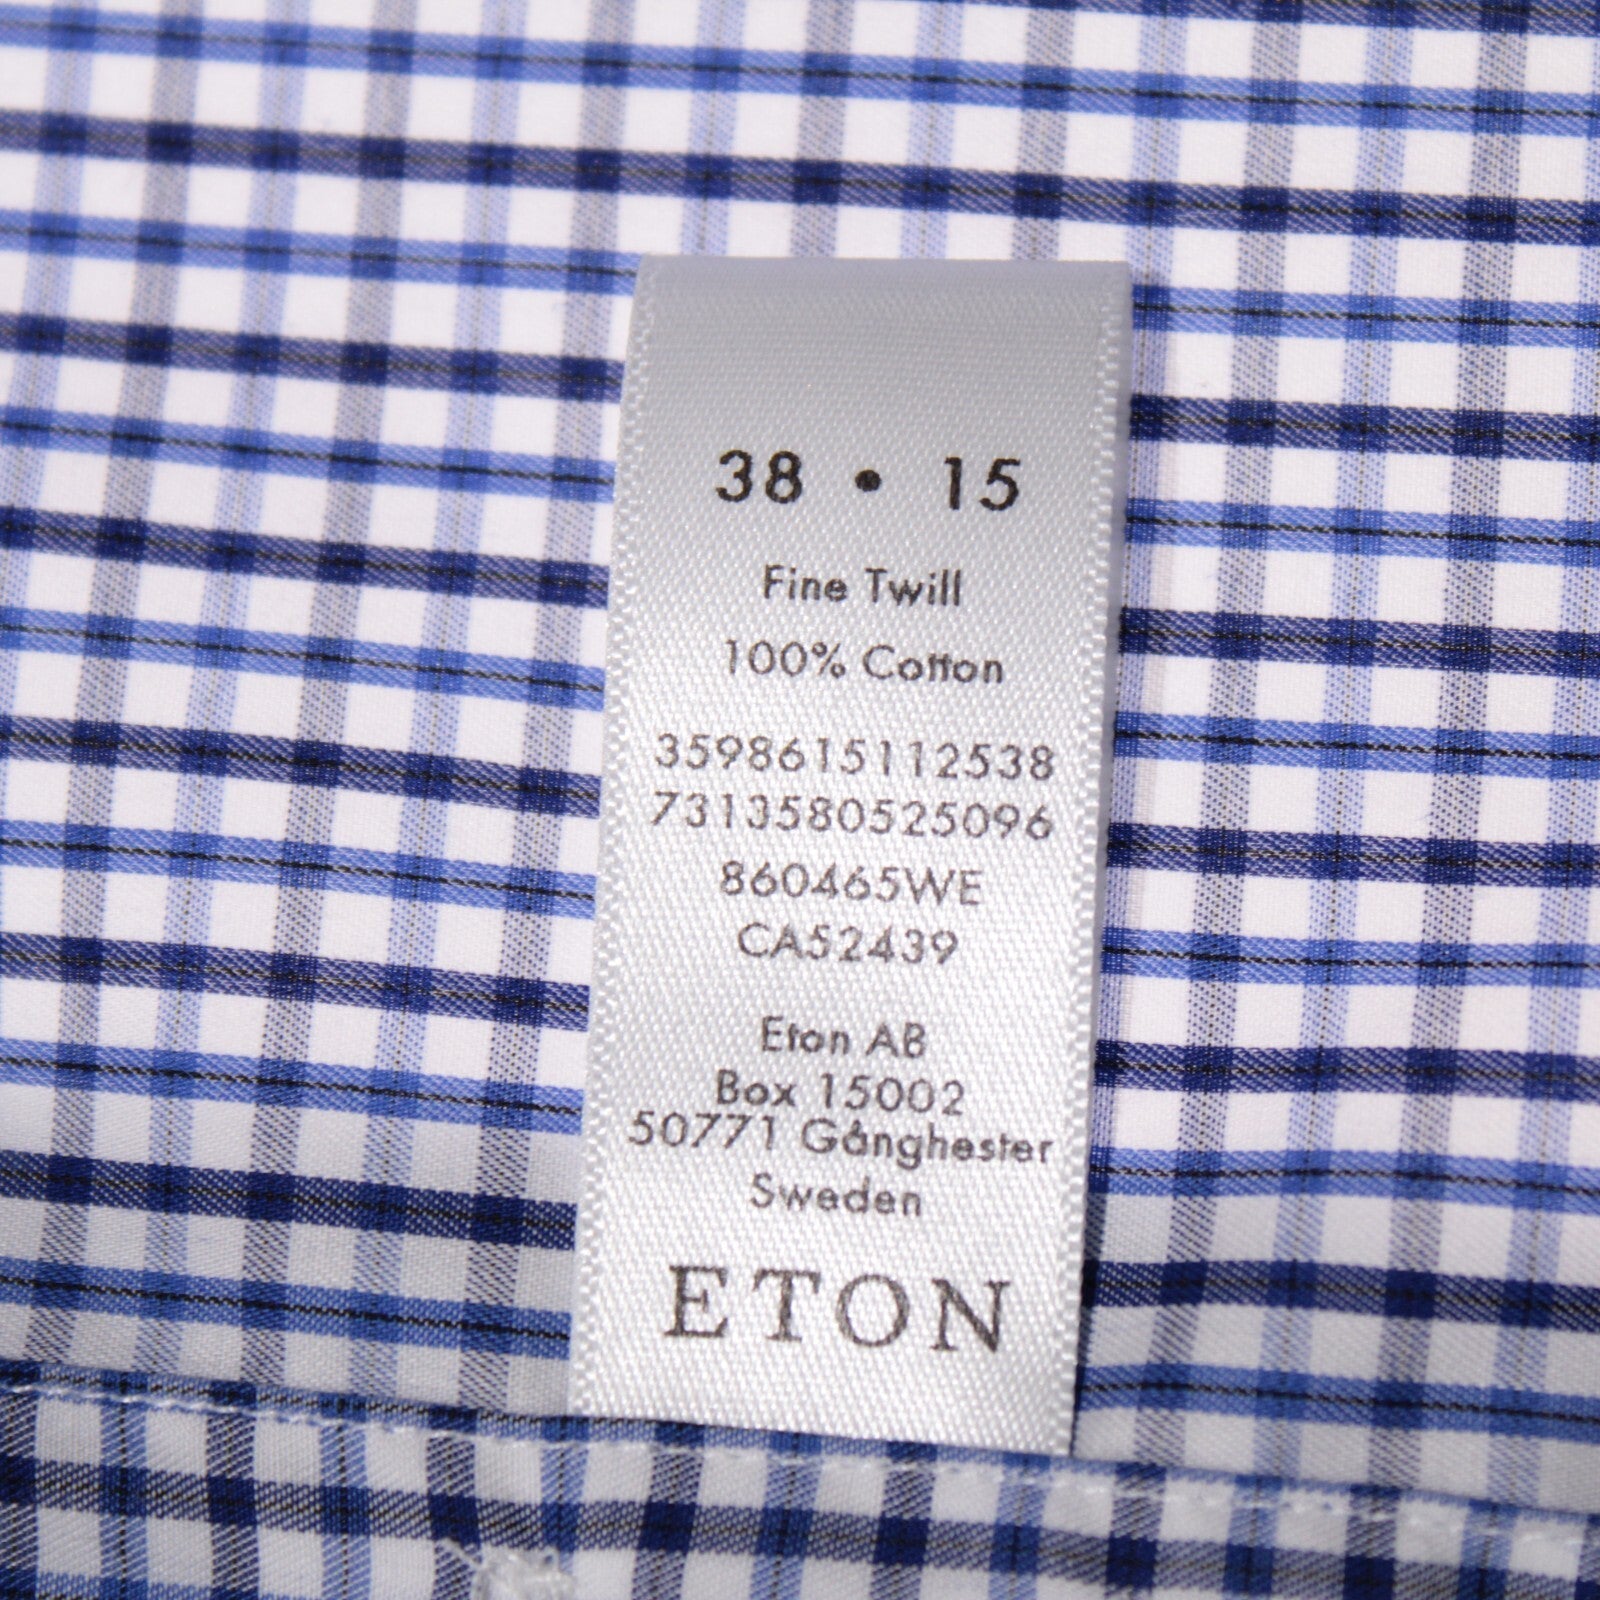 38 • 15
Fine Twill
100% Cotton
3598615112538
7313580525096
860465WE
CA52439
Eton AB
Box 15002
50771 Gånghester
Sweden
ETON